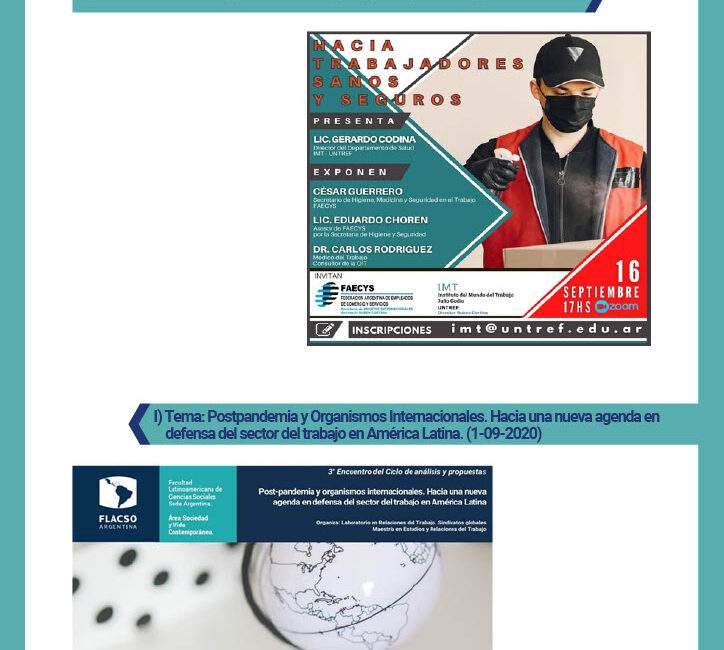 HACIA
TRABAJADORES
SANOS
Y SEGUROS
PRESENTA
LIC. GERARDO CODINA
Director del Departamento de Salud
IMT - UNTREF
EXPONEN
CÉSAR GUERRERO
Secretario de Higiene, Medicina y Seguridad en el Trabajo
FAECYS
LIC. EDUARDO CHOREN
Asesor de FAECYS
por la Secretaría de Higiene y Seguridad
DR. CARLOS RODRIGUEZ
Médico del Trabajo
Consultor de la OIT
16
SEPTIEMBRE
17HS zoom
INVITAN
FAECYS
FEDERACIÓN ARGENTINA DE EMPLEADOS
DE COMERCIO Y SERVICIOS
IMT
Instituto del Mundo del Trabajo
Julio Godio
UNTREF
INSCRIPCIONES imt@untref.edu.ar
I) Tema: Postpandemia y Organismos Internacionales. Hacia una nueva agenda en
defensa del sector del trabajo en América Latina. (1-09-2020)
FLACSO
ARGENTINA
Facultad
Latinoamericana de
Ciencias Sociales
Sede Argentina.
Área Sociedad
y Vida
Contemporánea.
3° Encuentro del Ciclo de análisis y propuestas
Post-pandemia y organismos internacionales. Hacia una nueva
agenda en defensa del sector del trabajo en América Latina
Organiza: Laboratorio en Relaciones del Trabajo. Sindicatos globales
Maestría en Estudios y Relaciones del Trabajo